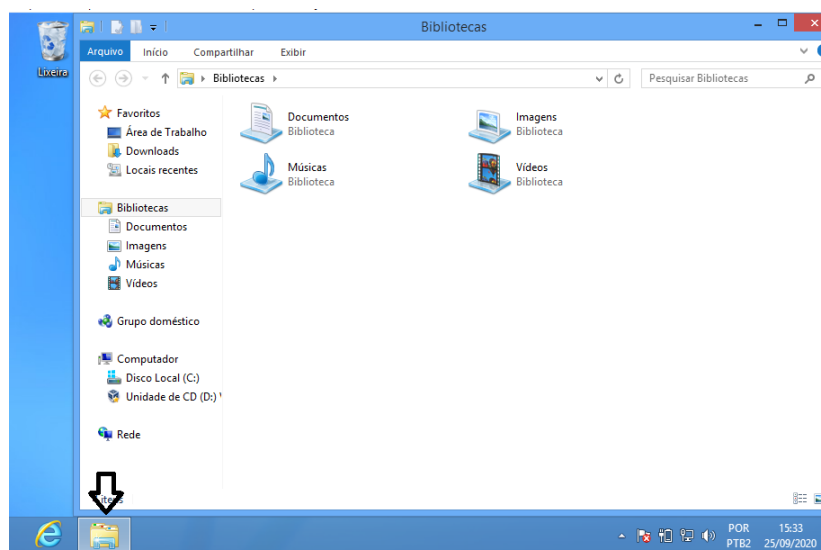 Bibliotecas
Arquivo Início Compartilhar Exibir
Lixeira
Bibliotecas
Pesquisar Bibliotecas
Favoritos
Área de Trabalho
Downloads
Locais recentes
Bibliotecas
Documentos
Imagens
Músicas
Vídeos
Grupo doméstico
Computador
Disco Local (C:)
Unidade de CD (D:)
Rede
Documentos
Biblioteca
Imagens
Biblioteca
Músicas
Biblioteca
Vídeos
Biblioteca
POR
PTB2
15:33
25/09/2020